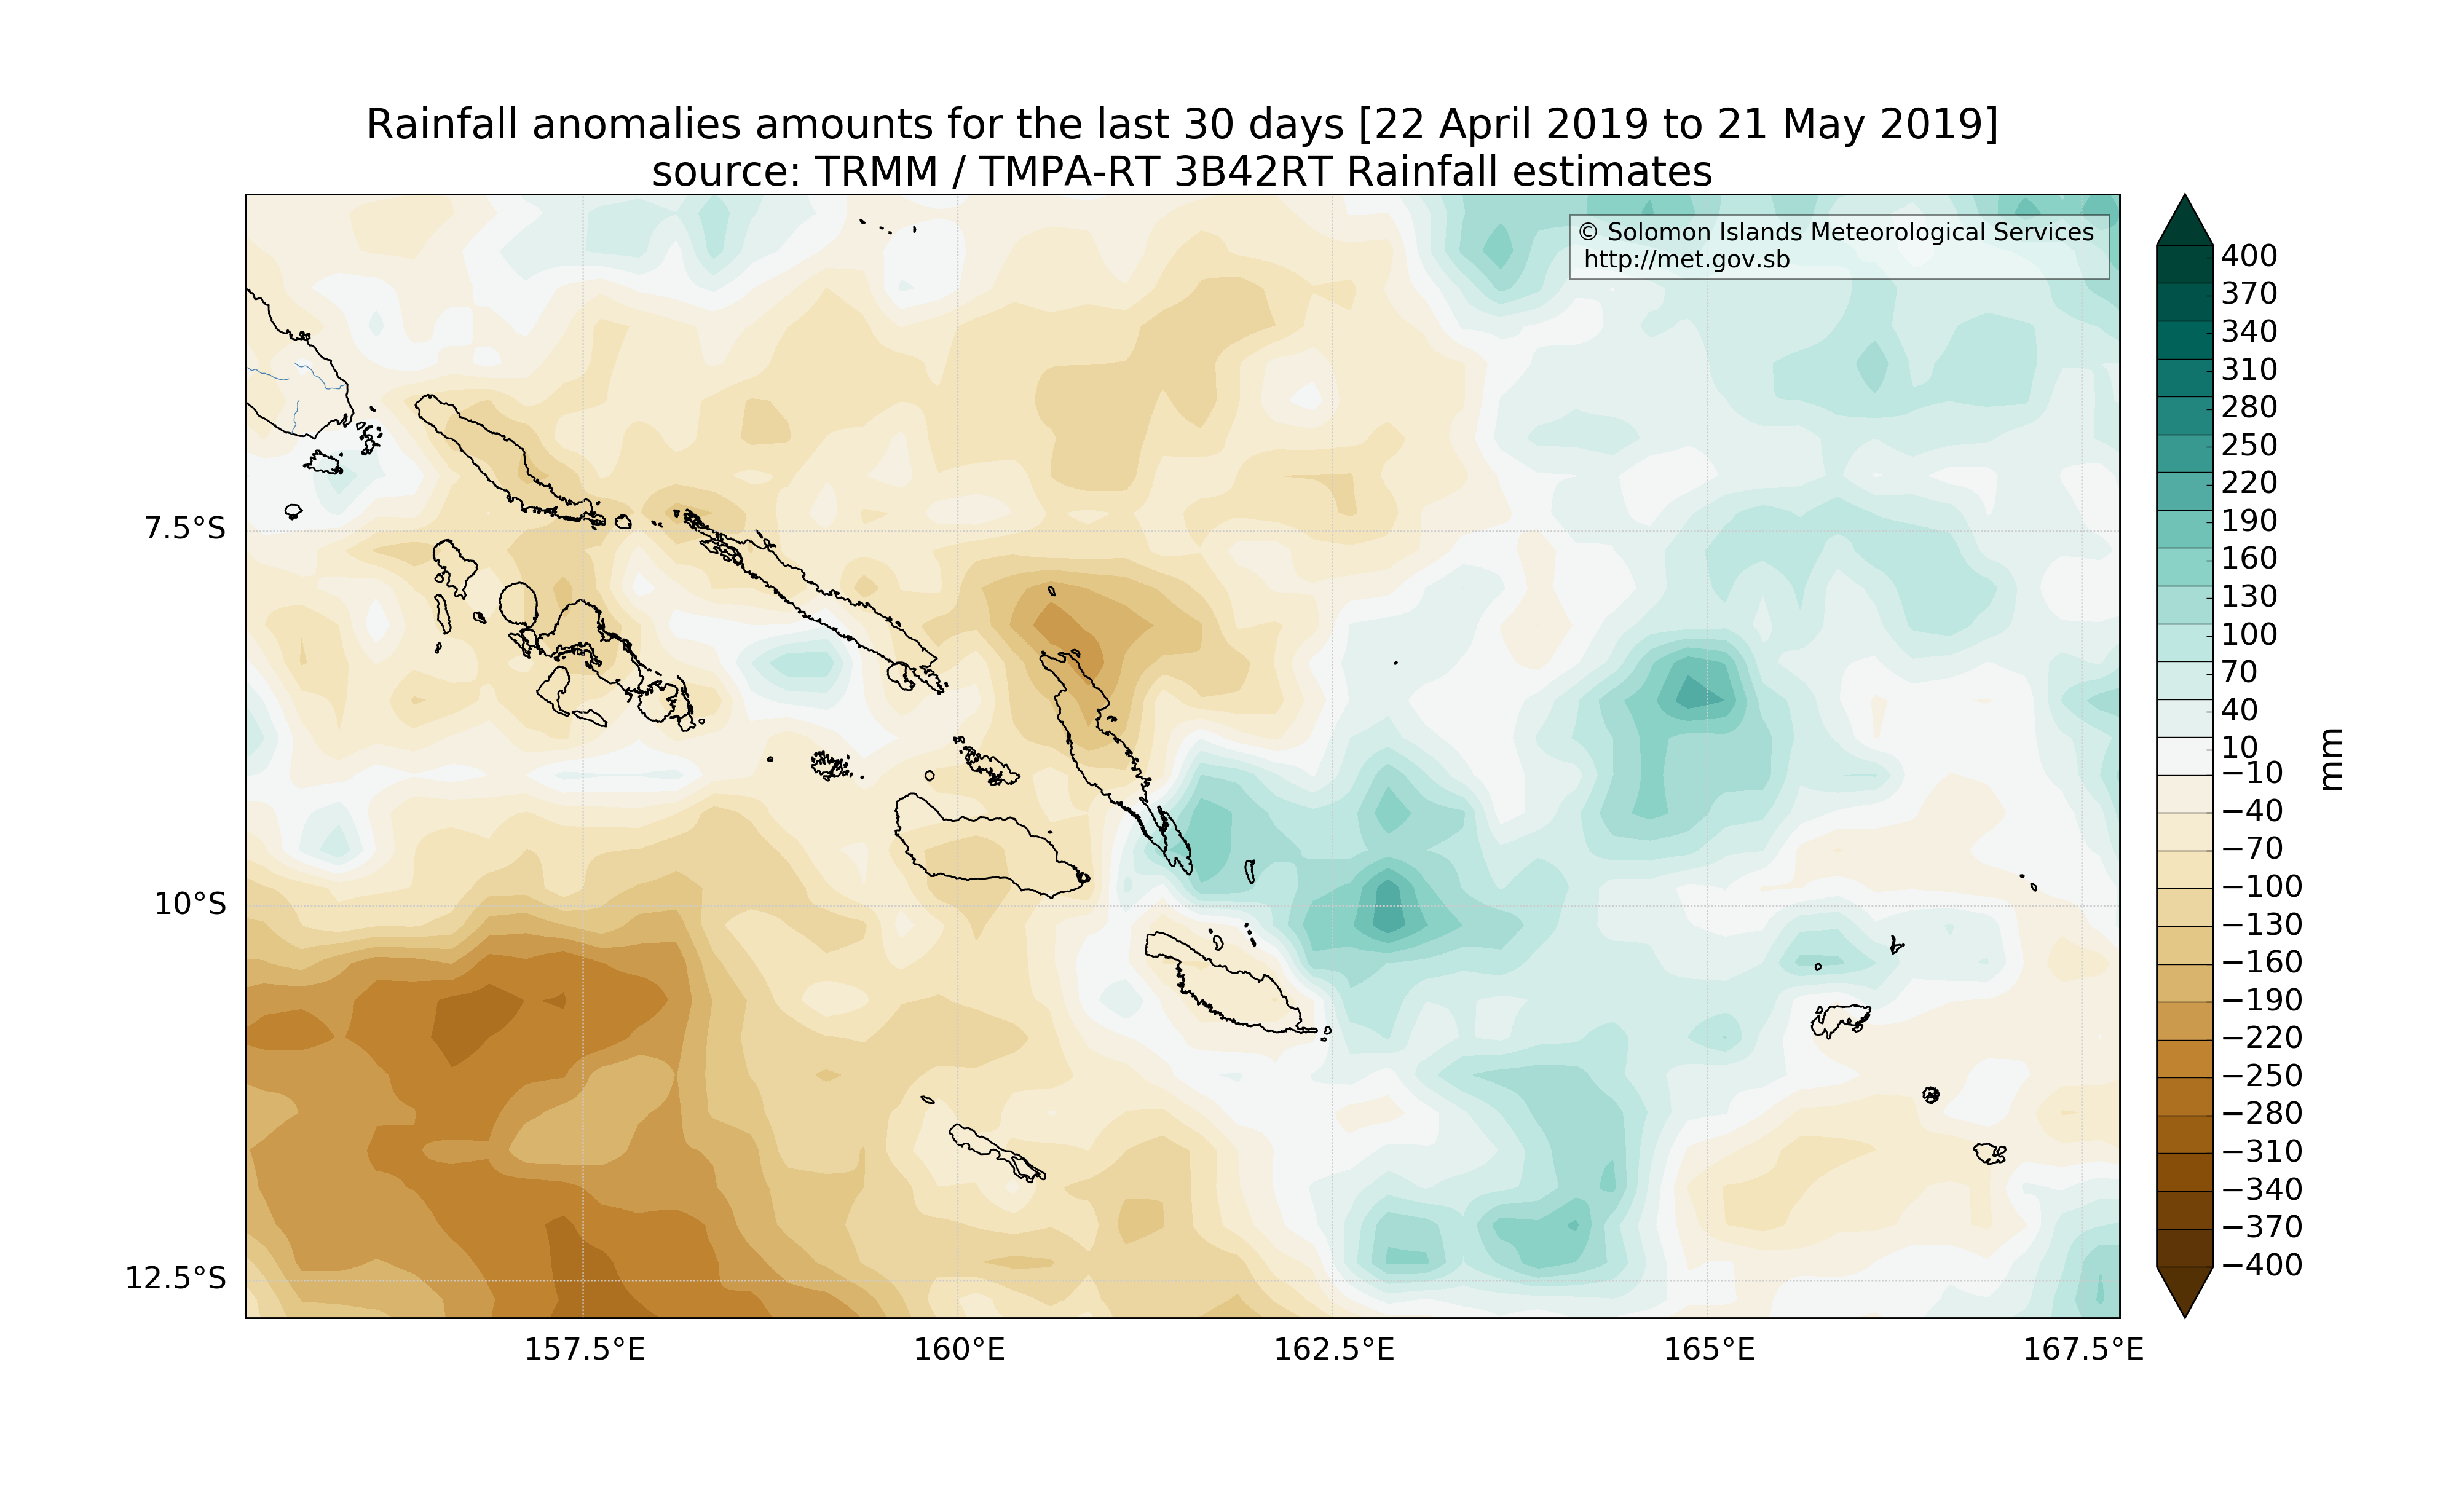 Rainfall anomalies amounts for the last 30 days [22 April 2019 to 21 May 2019]
source: TRMM / TMPA-RT 3B42RT Rainfall estimates
© Solomon Islands Meteorological Services
http://met.gov.sb
7.5°S
10°S
12.5°S
157.5°E
160°E
162.5°E
165°E
167.5°E
400
370
340
310
280
250
220
190
160
130
100
70
40
10
−10
−40
−70
−100
−130
−160
−190
−220
−250
−280
−310
−340
−370
−400
mm